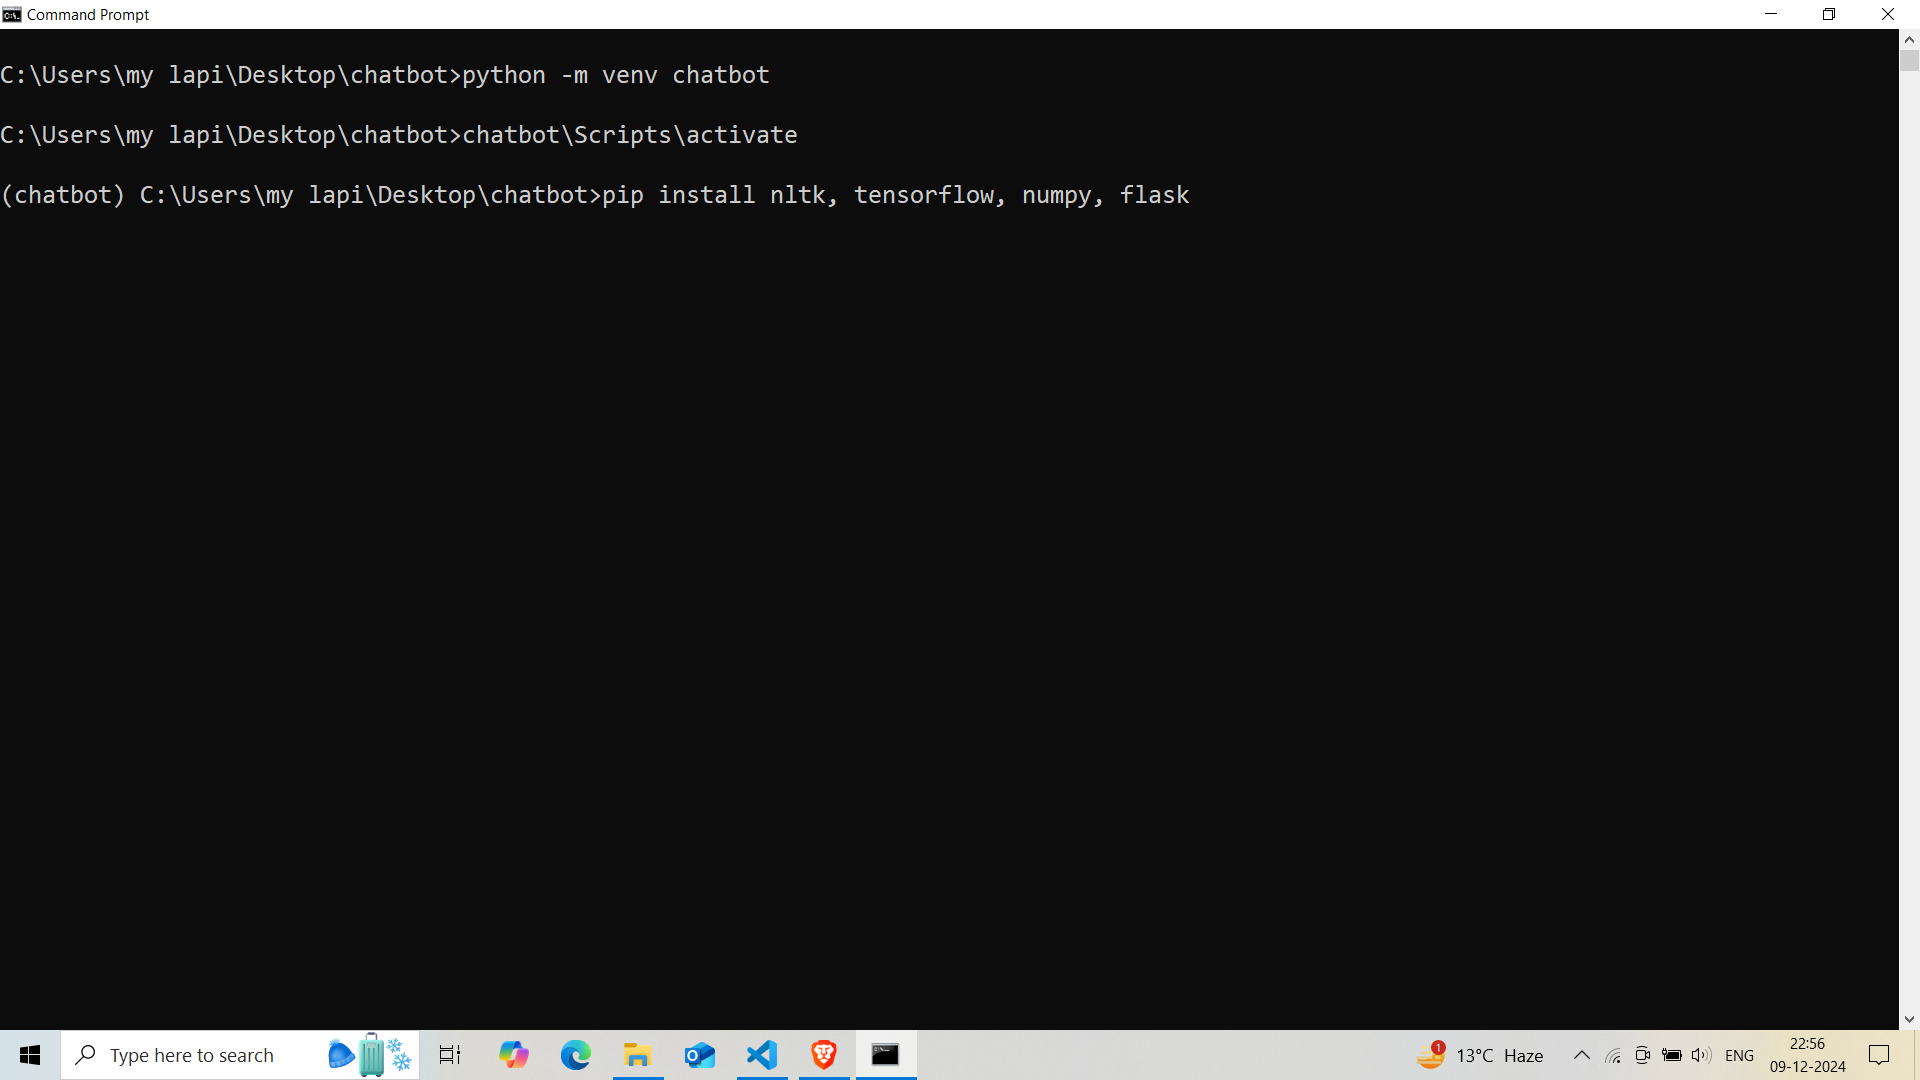 Command Prompt
C:\Users\my lapi\Desktop\chatbot>python -m venv chatbot
C:\Users\my lapi\Desktop\chatbot>chatbot\Scripts\activate
(chatbot) C:\Users\my lapi\Desktop\chatbot>pip install nltk, tensorflow, numpy, flask
Type here to search
1
13°C Haze
ENG
22:56
09-12-2024